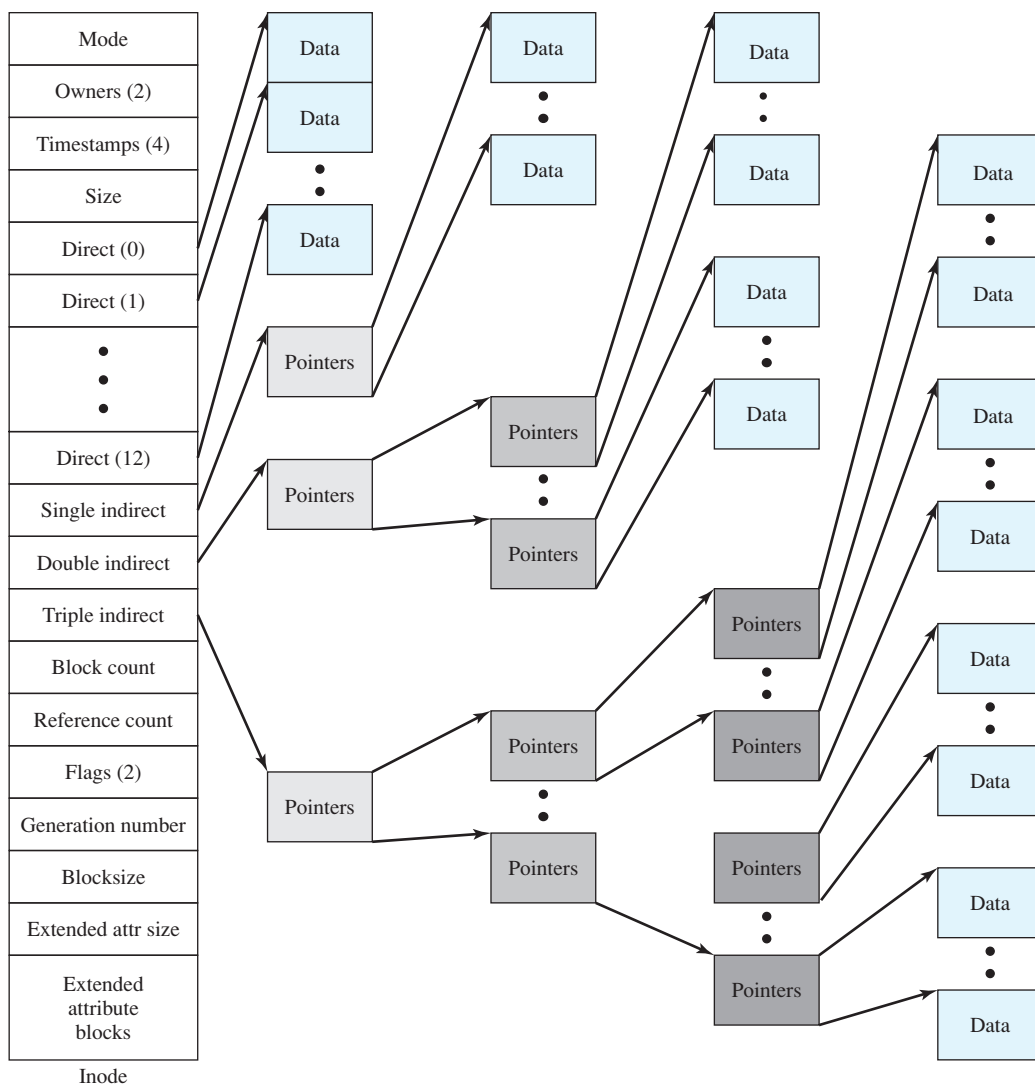 Mode
Owners (2)
Timestamps (4)
Size
Direct (0)
Direct (1)
Direct (12)
Single indirect
Double indirect
Triple indirect
Block count
Reference count
Flags (2)
Generation number
Blocksize
Extended attr size
Extended
attribute
blocks
Inode
Data
Data
Data
Pointers
Pointers
Pointers
Data
Data
Pointers
Pointers
Pointers
Pointers
Data
Data
Data
Data
Pointers
Pointers
Pointers
Pointers
Data
Data
Data
Data
Data
Data
Data
Data